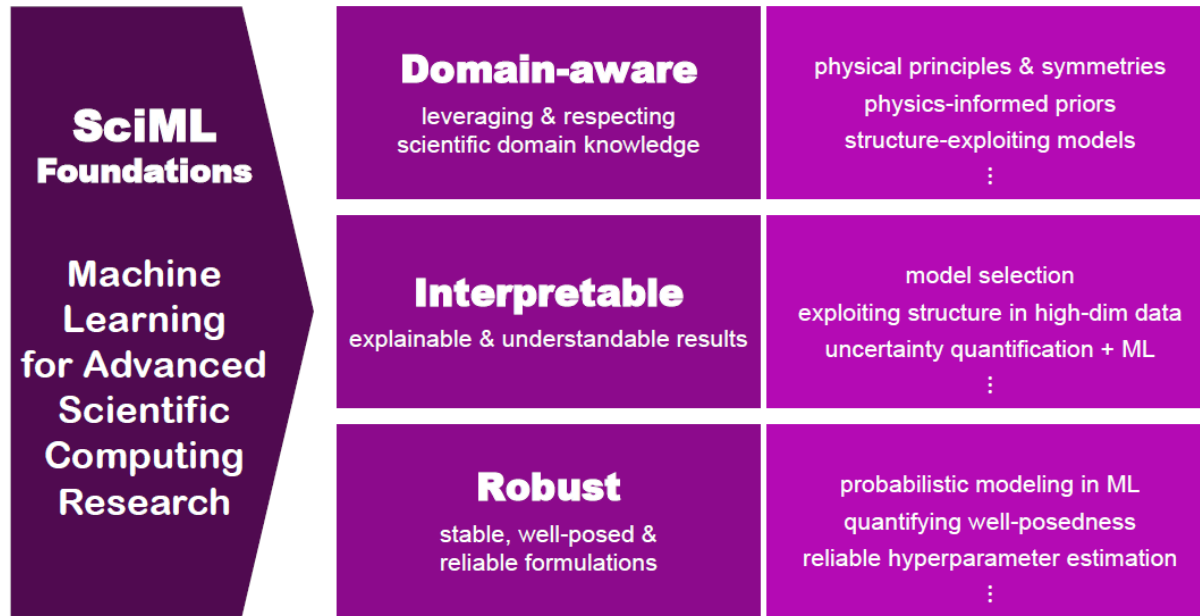 SciML
Foundations
Machine
Learning
for Advanced
Scientific
Computing
Research
Domain-aware
leveraging & respecting
scientific domain knowledge
physical principles & symmetries
physics-informed priors
structure-exploiting models
⋮
Interpretable
explainable & understandable results
model selection
exploiting structure in high-dim data
uncertainty quantification + ML
⋮
Robust
stable, well-posed &
reliable formulations
probabilistic modeling in ML
quantifying well-posedness
reliable hyperparameter estimation
⋮